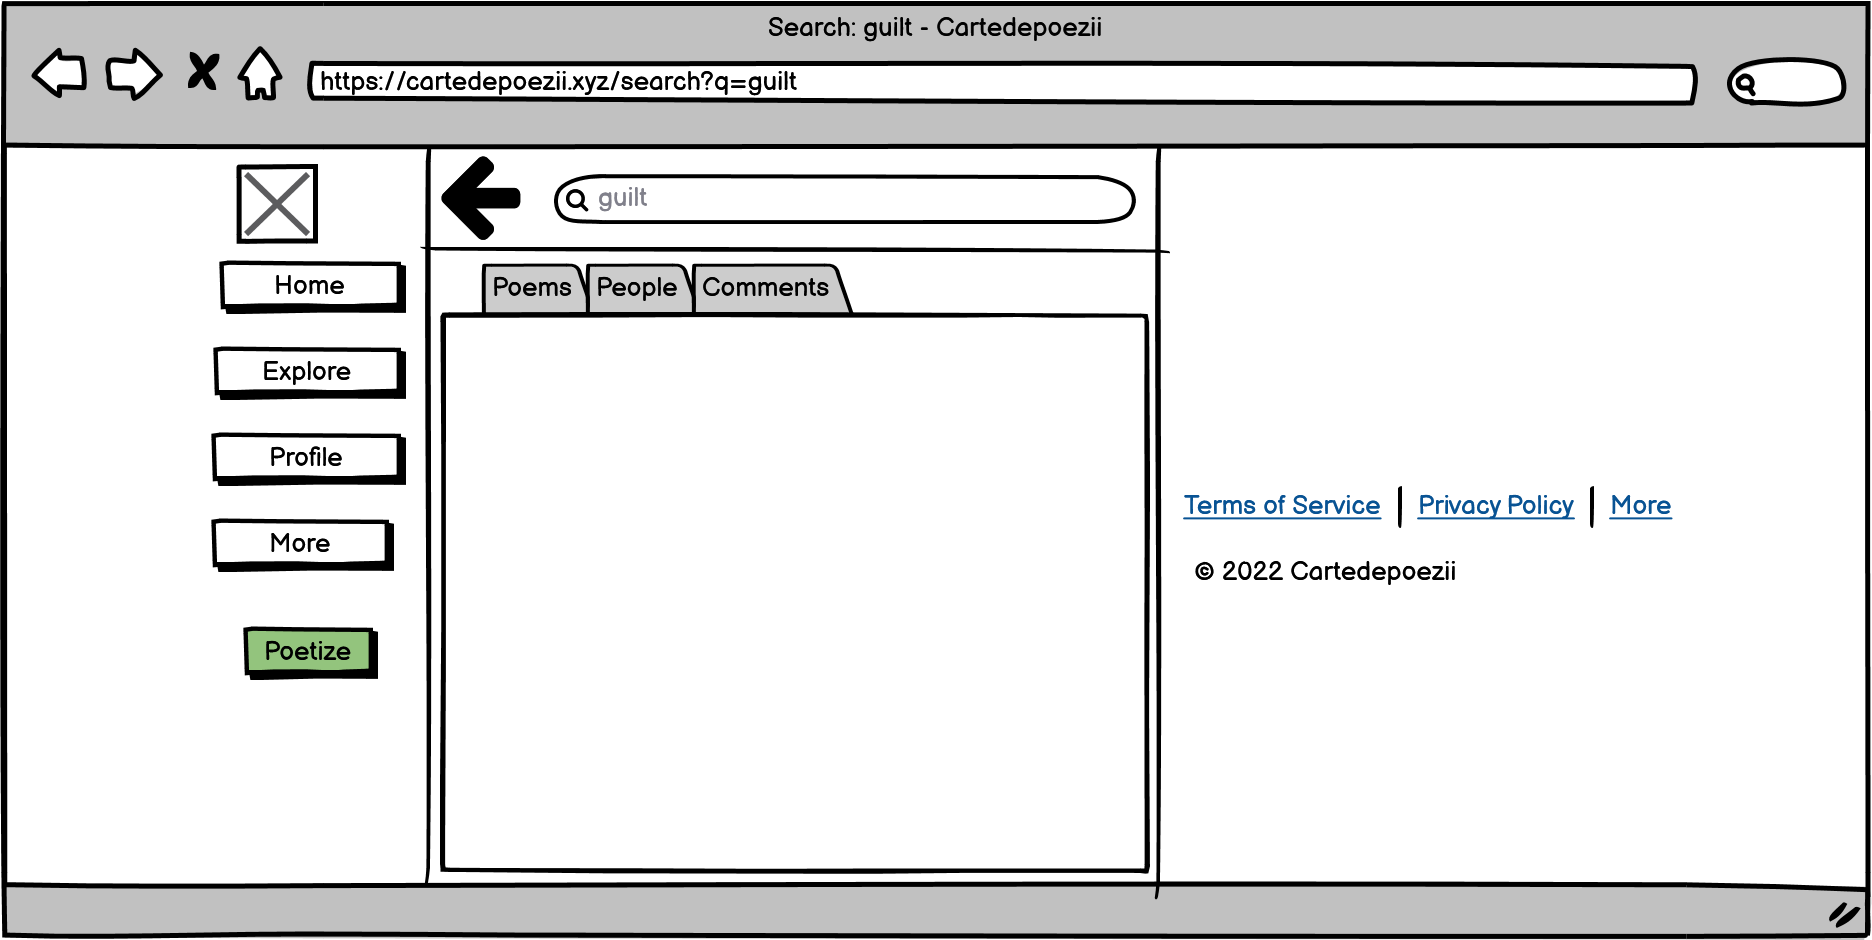 Search: guilt - Cartedepoezii
https://cartedepoezii.xyz/search?q=guilt
guilt
Home
Explore
Profile
More
Poetize
Poems People Comments
Terms of Service Privacy Policy More
© 2022 Cartedepoezii